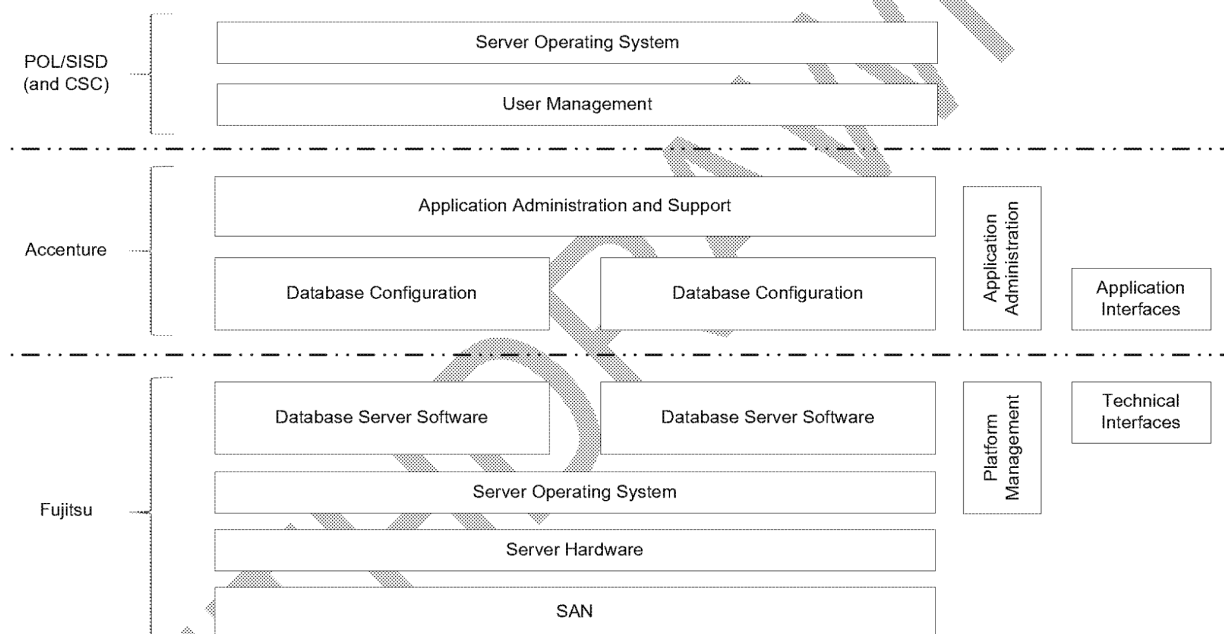 POL/SISD
(and CSC)
Server Operating System
User Management
Accenture
Application Administration and Support
Database Configuration
Database Configuration
Application
Administration
Application
Interfaces
Fujitsu
Database Server Software
Database Server Software
Platform
Management
Technical
Interfaces
Server Operating System
Server Hardware
SAN